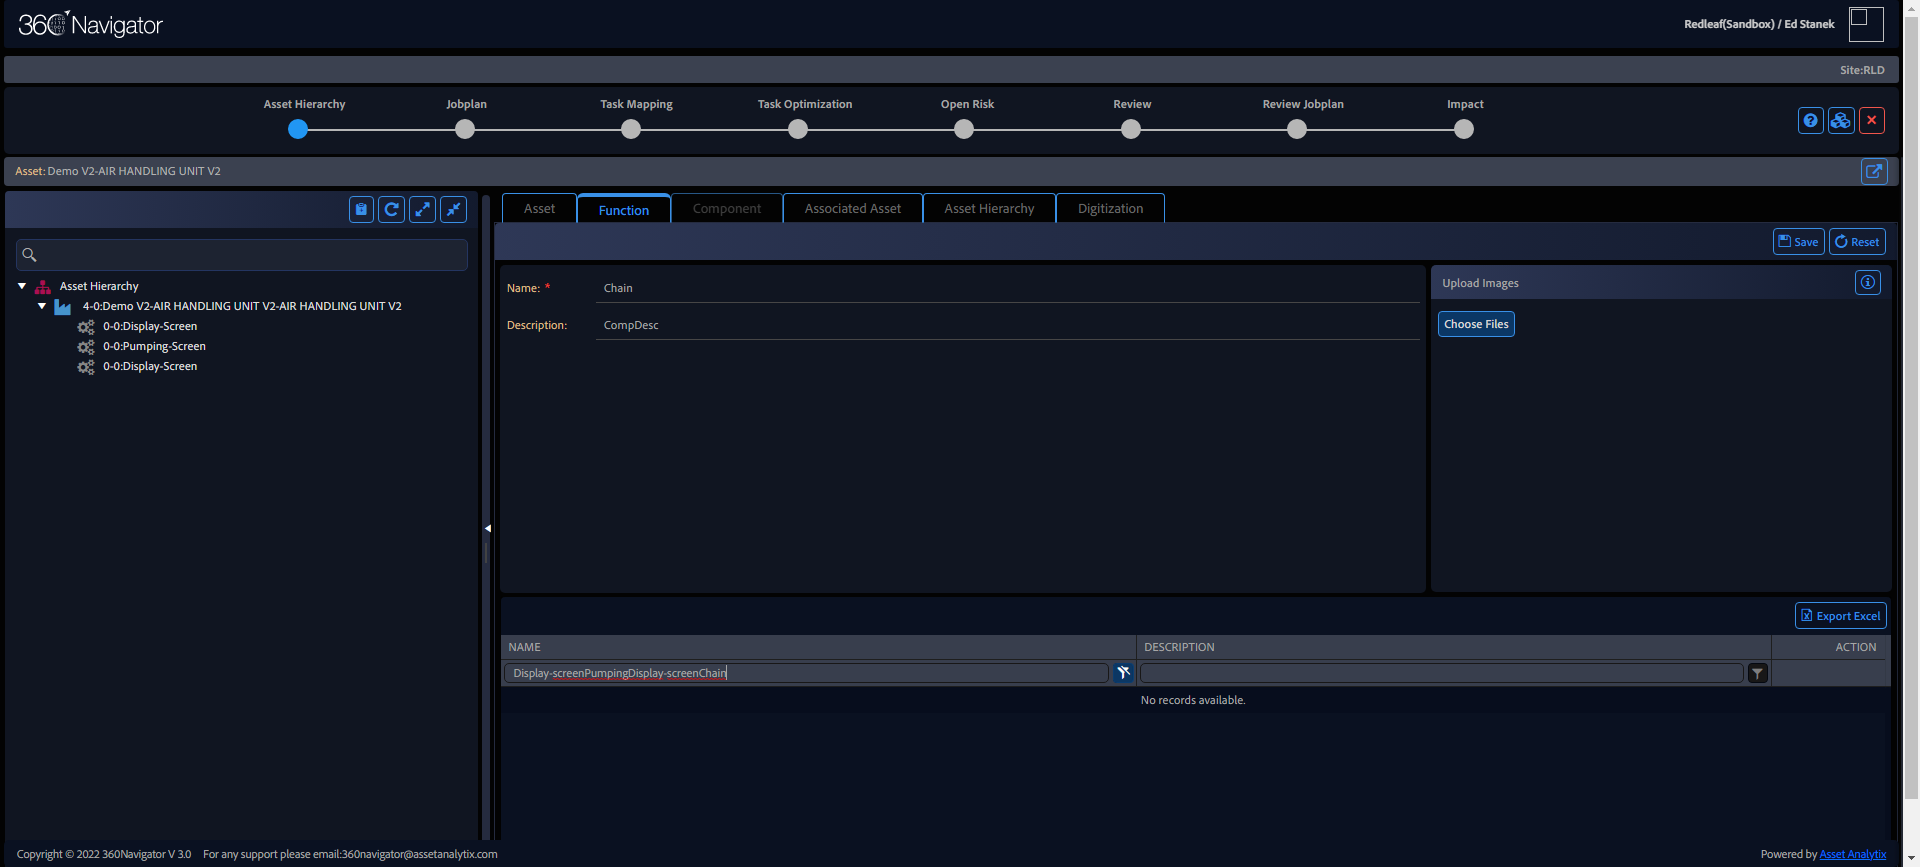 360 Navigator
Redleaf(Sandbox) / Ed Stanek
Site:RLD
Asset Hierarchy Jobplan Task Mapping Task Optimization Open Risk Review Review Jobplan Impact
Asset: Demo V2-AIR HANDLING UNIT V2
Asset Function Component Associated Asset Asset Hierarchy Digitization
Save Reset
Asset Hierarchy
4-0:Demo V2-AIR HANDLING UNIT V2-AIR HANDLING UNIT V2
0-0:Display-Screen
0-0:Pumping-Screen
0-0:Display-Screen
Name: * Chain
Description: CompDesc
Upload Images
Choose Files
Export Excel
NAME DESCRIPTION ACTION
Display-screenPumpingDisplay-screenChain
No records available.
Copyright © 2022 360Navigator V 3.0 For any support please email:360navigator@assetanalytix.com
Powered by Asset Analytix